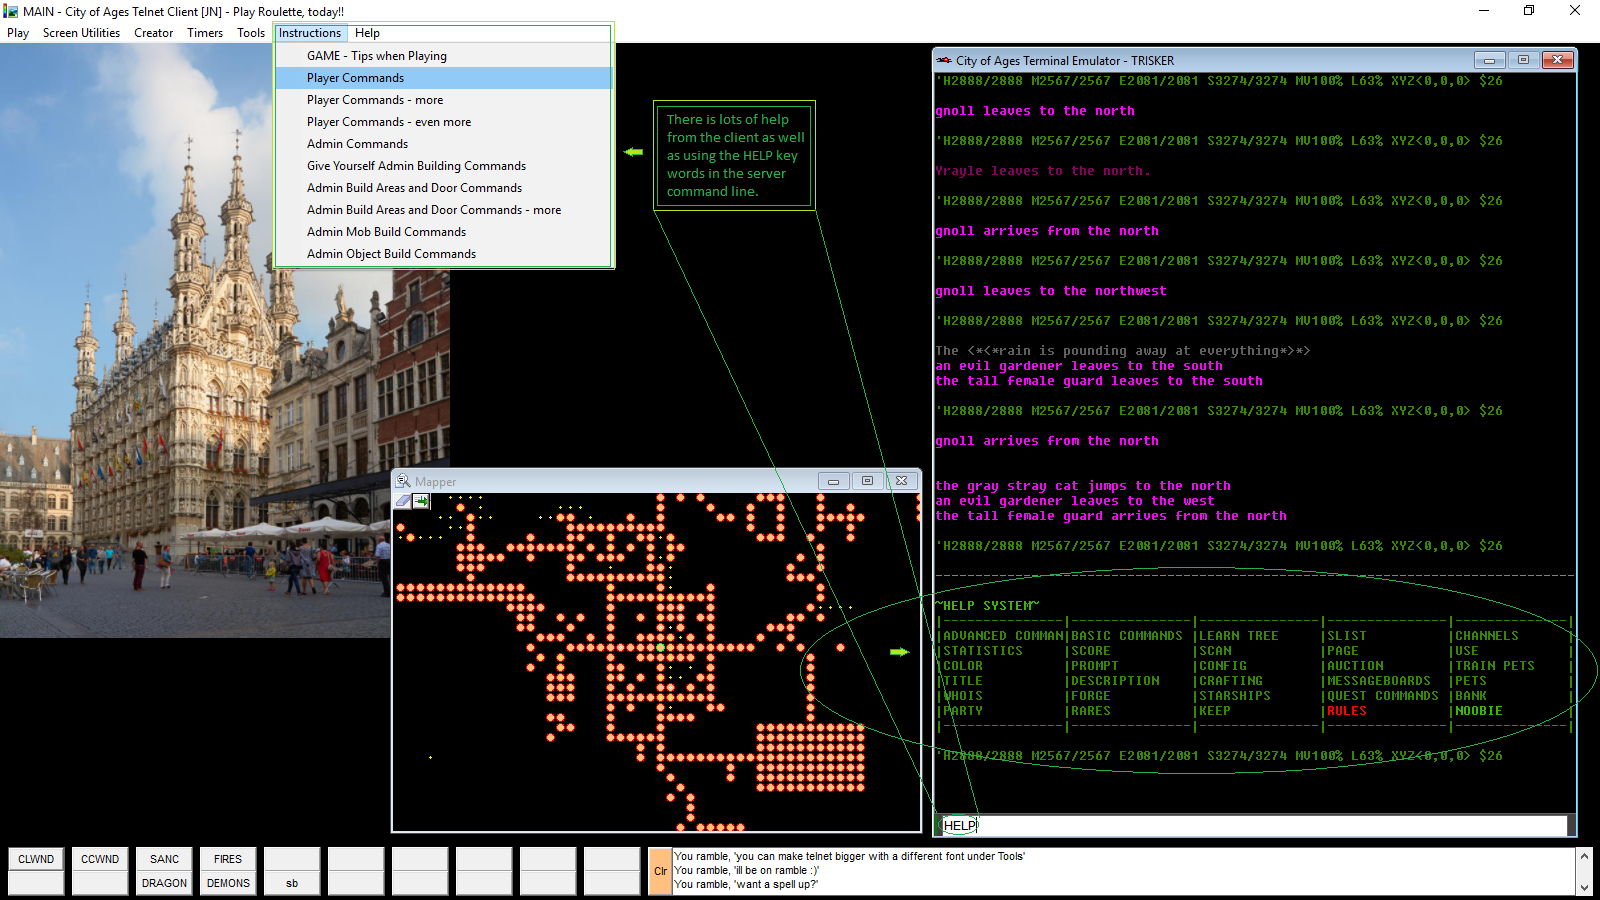 MAIN - City of Ages Telnet Client [JN] - Play Roulette, today!!
Play Screen Utilities Creator Timers Tools Instructions Help
GAME - Tips when Playing
Player Commands
Player Commands - more
Player Commands - even more
Admin Commands
Give Yourself Admin Building Commands
Admin Build Areas and Door Commands
Admin Build Areas and Door Commands - more
Admin Mob Build Commands
Admin Object Build Commands
There is lots of help
from the client as well
as using the HELP key
words in the server
command line.
Mapper
City of Ages Terminal Emulator - TRISKER
'H2888/2888 M2567/2567 E2081/2081 S3274/3274 MV100% L63% XYZ<0,0,0> $26
gnoll leaves to the north
'H2888/2888 M2567/2567 E2081/2081 S3274/3274 MV100% L63% XYZ<0,0,0> $26
Yrayle leaves to the north.
'H2888/2888 M2567/2567 E2081/2081 S3274/3274 MV100% L63% XYZ<0,0,0> $26
gnoll arrives from the north
'H2888/2888 M2567/2567 E2081/2081 S3274/3274 MV100% L63% XYZ<0,0,0> $26
gnoll leaves to the northwest
'H2888/2888 M2567/2567 E2081/2081 S3274/3274 MV100% L63% XYZ<0,0,0> $26
The <*<*rain is pounding away at everything*>*>
an evil gardener leaves to the south
the tall female guard leaves to the south
'H2888/2888 M2567/2567 E2081/2081 S3274/3274 MV100% L63% XYZ<0,0,0> $26
gnoll arrives from the north
the gray stray cat jumps to the north
an evil gardener leaves to the west
the tall female guard arrives from the north
'H2888/2888 M2567/2567 E2081/2081 S3274/3274 MV100% L63% XYZ<0,0,0> $26
~HELP SYSTEM~
|ADVANCED COMMAN|BASIC COMMANDS |LEARN TREE |SLIST |CHANNELS |
|STATISTICS |SCORE |SCAN |PAGE |USE |
|COLOR |PROMPT |CONFIG |AUCTION |TRAIN PETS |
|TITLE |DESCRIPTION |CRAFTING |MESSAGEBOARDS |PETS |
|WHOIS |FORGE |STARSHIPS |QUEST COMMANDS |BANK |
|PARTY |RARES |KEEP |RULES |NOOBIE |
'H2888/2888 M2567/2567 E2081/2081 S3274/3274 MV100% L63% XYZ<0,0,0> $26
HELP
CLWND CCWND SANC FIRES
DRAGON DEMONS sb
Clr
You ramble, 'you can make telnet bigger with a different font under Tools'
You ramble, 'ill be on ramble :)'
You ramble, 'want a spell up?'